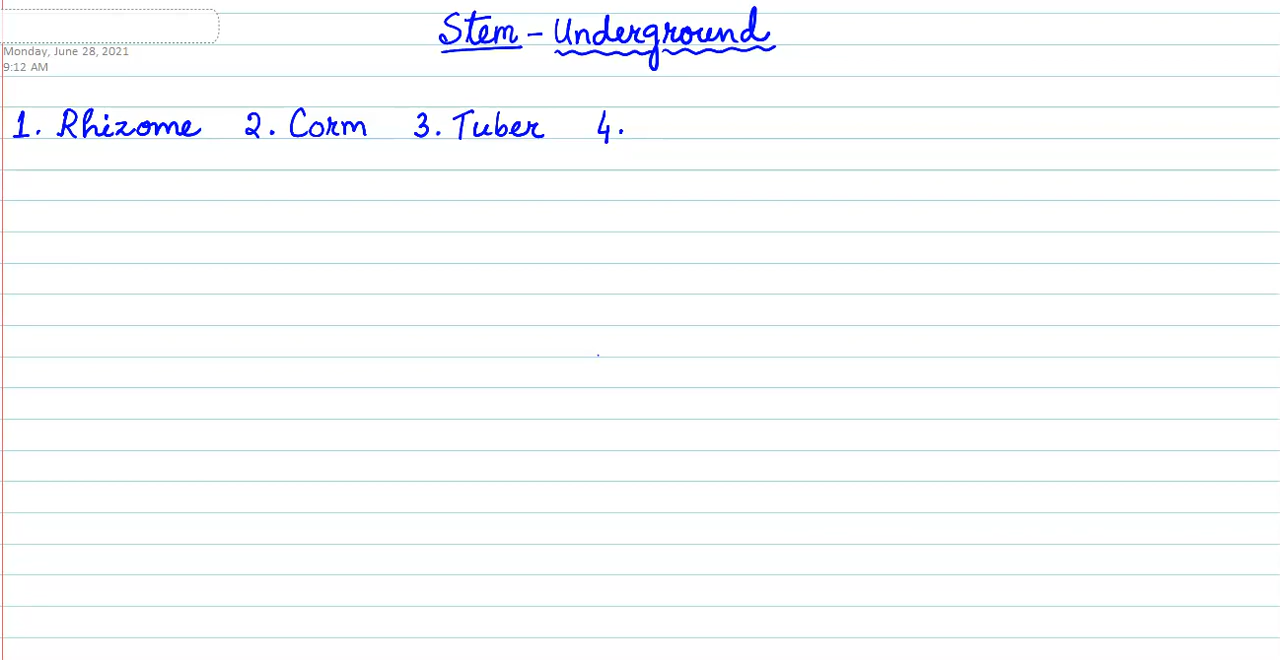 Stem - Underground
Monday, June 28, 2021
9:12 AM
1. Rhizome 2. Corm 3. Tuber 4.